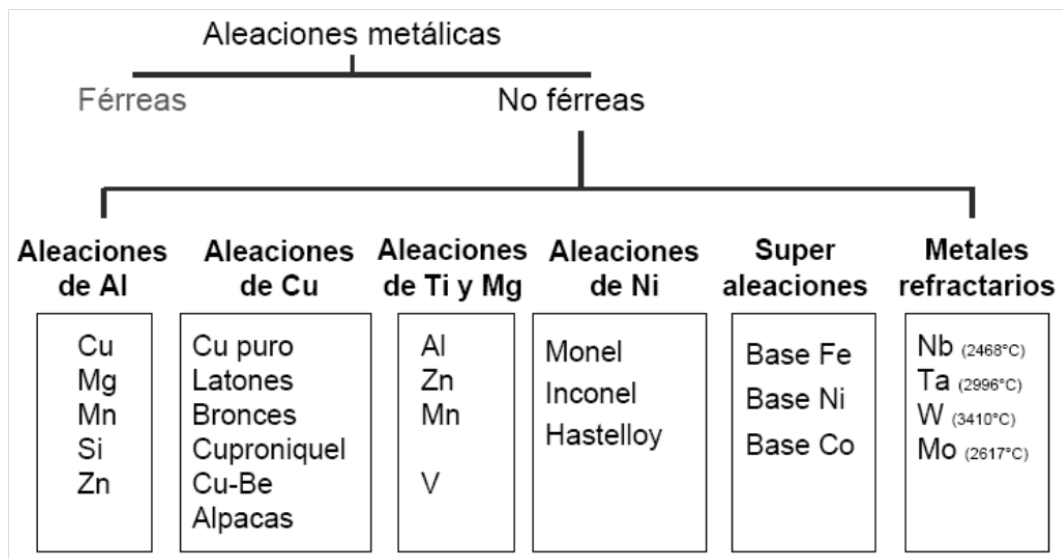 Aleaciones metálicas
Férreas
No férreas
Aleaciones
de Al
Cu
Mg
Mn
Si
Zn
Aleaciones
de Cu
Cu puro
Latones
Bronces
Cuproniquel
Cu-Be
Alpacas
Aleaciones
de Ti y Mg
Al
Zn
Mn
V
Aleaciones
de Ni
Monel
Inconel
Hastelloy
Super
aleaciones
Base Fe
Base Ni
Base Co
Metales
refractarios
Nb (2468°C)
Ta (2996°C)
W (3410°C)
Mo (2617°C)